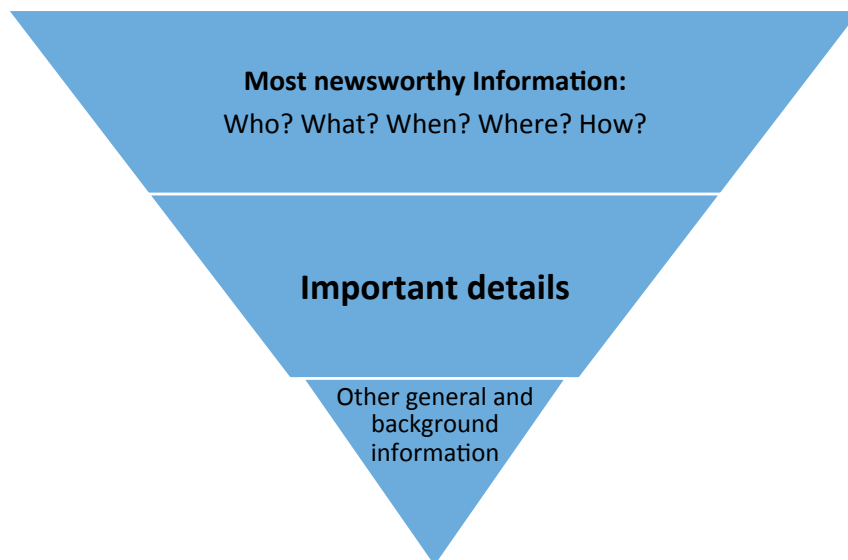 Most newsworthy Information:
Who? What? When? Where? How?
Important details
Other general and
background
information